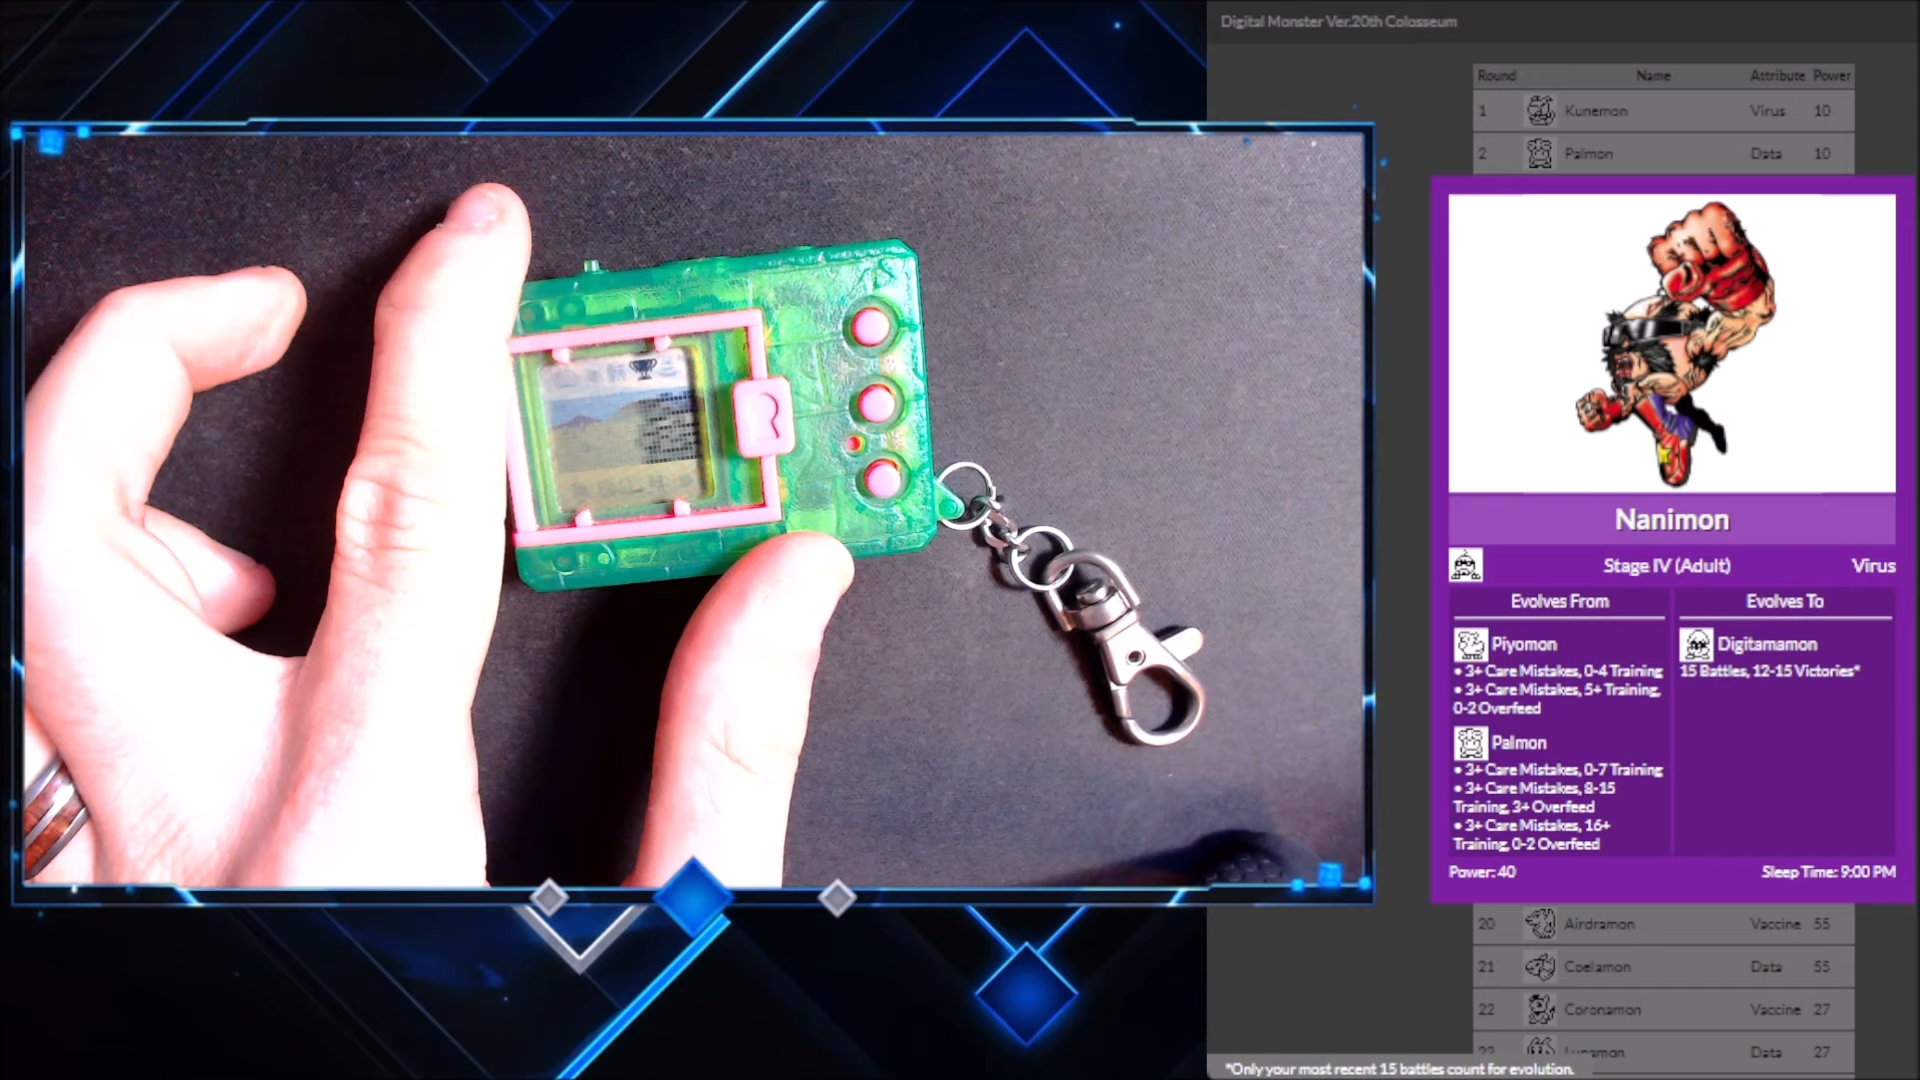 Digital Monster Ver.20th Colosseum
Round Name Attribute Power
1 Kunemon Virus 10
2 Palmon Data 10
Nanimon
Stage IV (Adult) Virus
Evolves From
Piyomon
• 3+ Care Mistakes, 0-4 Training
• 3+ Care Mistakes, 5+ Training,
0-2 Overfeed
Palmon
• 3+ Care Mistakes, 0-7 Training
• 3+ Care Mistakes, 8-15
Training, 3+ Overfeed
• 3+ Care Mistakes, 16+
Training, 0-2 Overfeed
Evolves To
Digitamamon
15 Battles, 12-15 Victories*
Power: 40 Sleep Time: 9:00 PM
20 Airdramon Vaccine 55
21 Coelamon Data 55
22 Coronamon Vaccine 27
23 Lunamon Data 27
*Only your most recent 15 battles count for evolution.